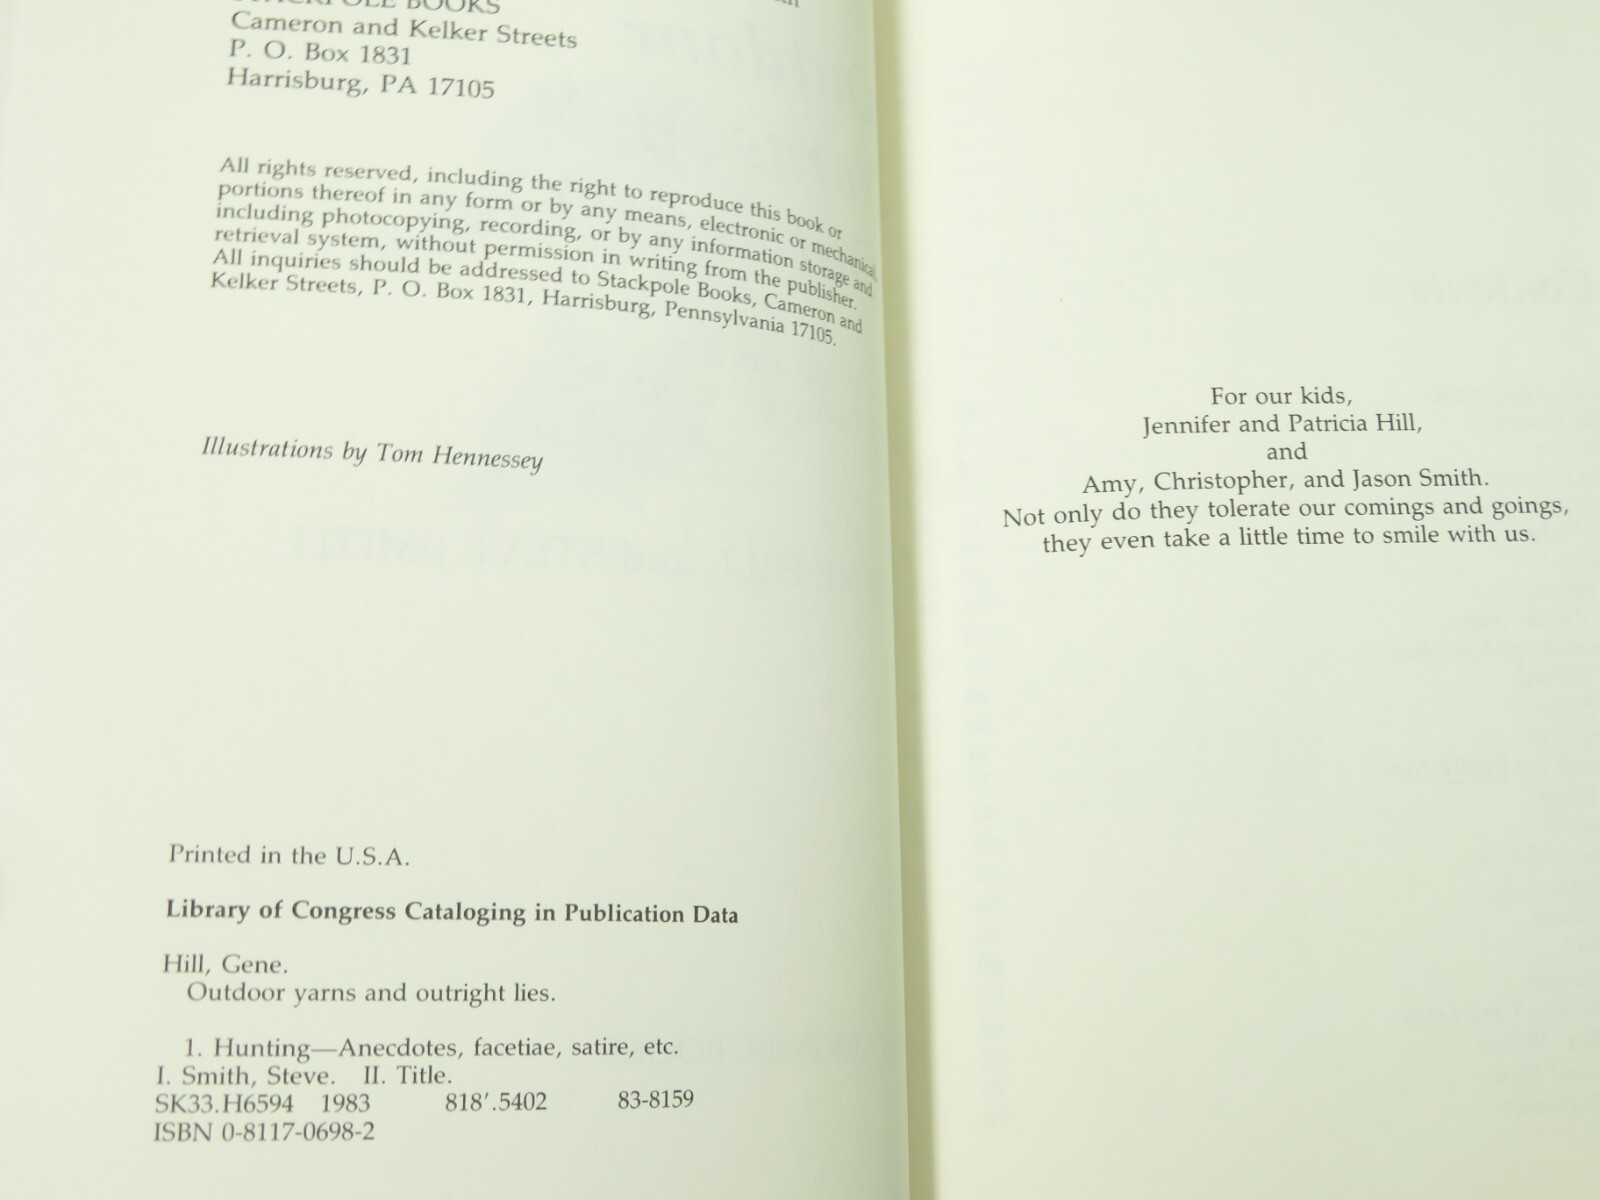 BOOKS
Cameron and Kelker Streets
P. O. Box 1831
Harrisburg, PA 17105
All rights reserved, including the right to reproduce this book or
portions thereof in any form or by any means, electronic or mechanical,
including photocopying, recording, or by any information storage and
retrieval system, without permission in writing from the publisher.
All inquiries should be addressed to Stackpole Books, Cameron and
Kelker Streets, P. O. Box 1831, Harrisburg, Pennsylvania 17105.
Illustrations by Tom Hennessey
Printed in the U.S.A.
Library of Congress Cataloging in Publication Data
Hill, Gene.
Outdoor yarns and outright lies.
1. Hunting—Anecdotes, facetiae, satire, etc.
I. Smith, Steve. II. Title.
SK33.H6594 1983 818′.5402 83-8159
ISBN 0-8117-0698-2
For our kids,
Jennifer and Patricia Hill,
and
Amy, Christopher, and Jason Smith.
Not only do they tolerate our comings and goings,
they even take a little time to smile with us.